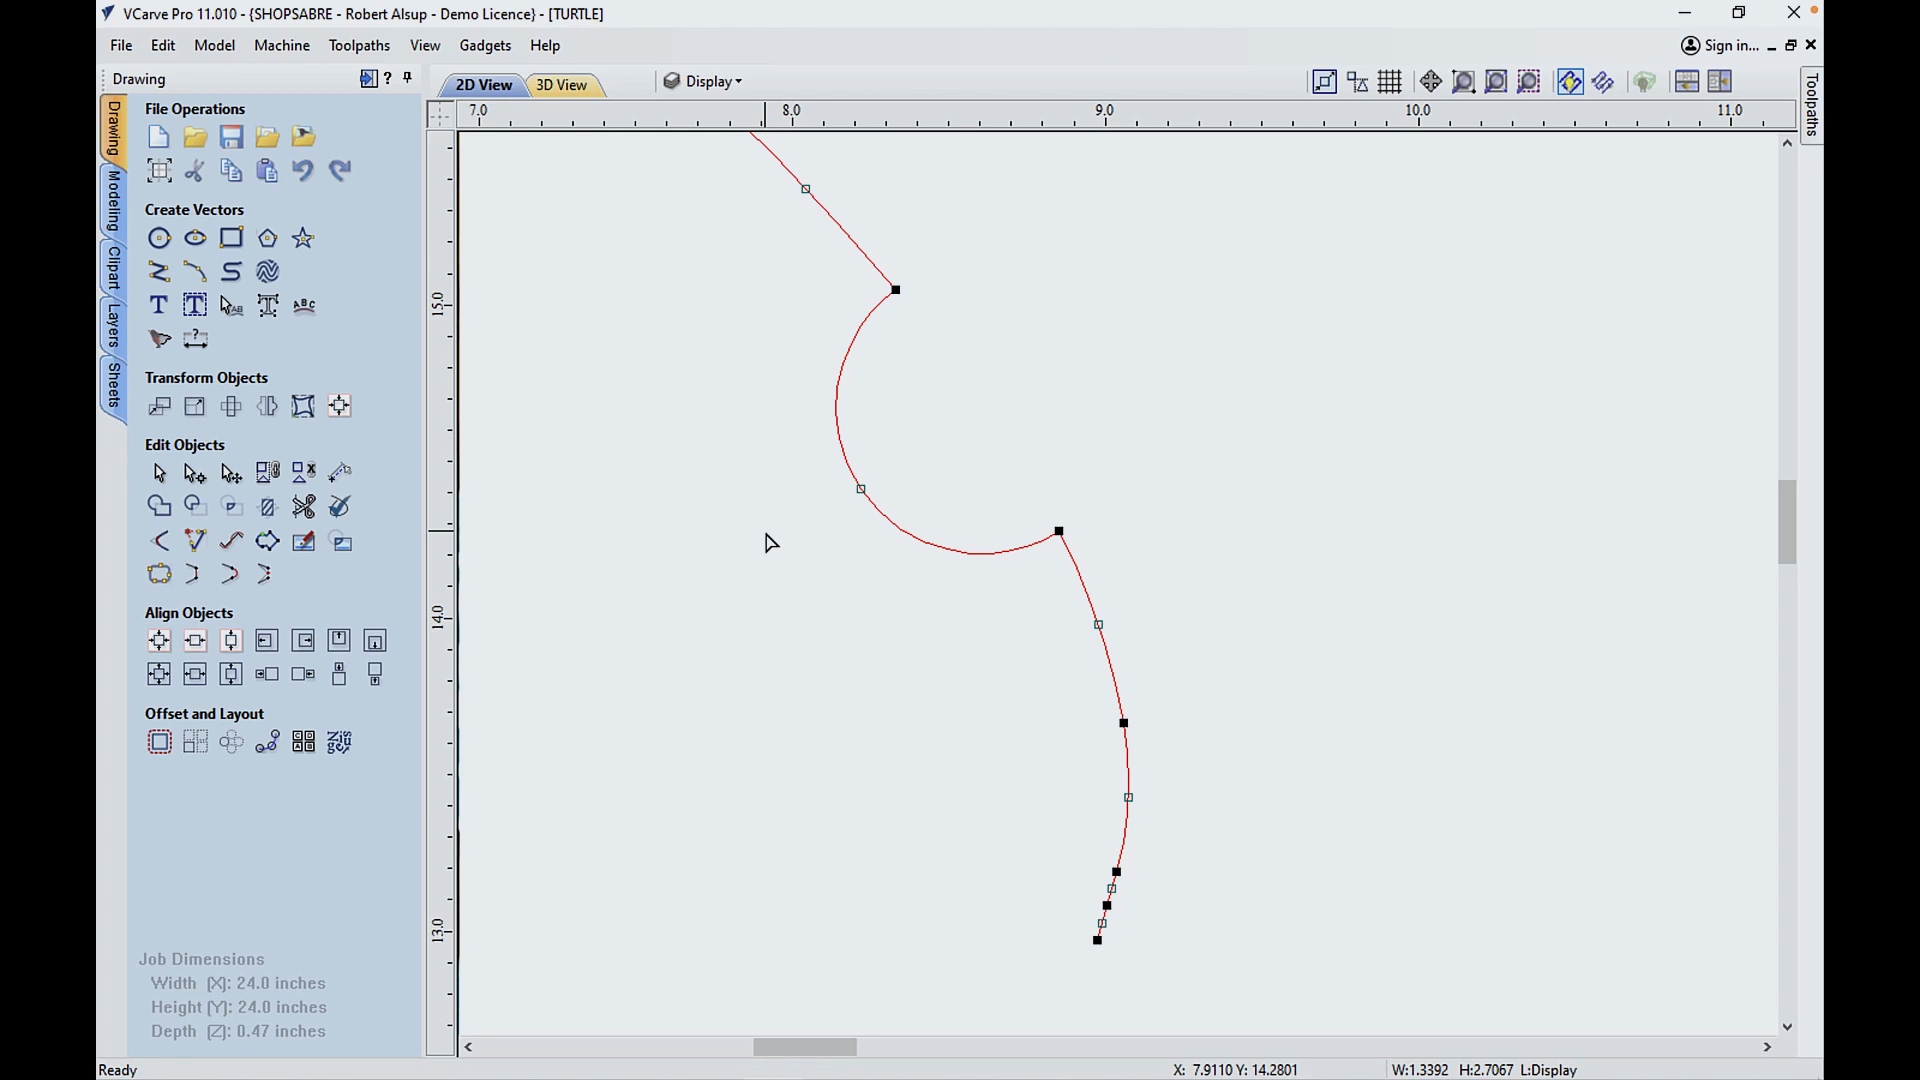 VCarve Pro 11.010 - {SHOPSABRE - Robert Alsup - Demo Licence} - [TURTLE]
File Edit Model Machine Toolpaths View Gadgets Help
Sign in...
Drawing
2D View 3D View Display
Toolpaths
7.0 8.0 9.0 10.0 11.0
15.0
14.0
13.0
Drawing
Modeling
Clipart
Layers
Sheets
File Operations
Create Vectors
Transform Objects
Edit Objects
Align Objects
Offset and Layout
Job Dimensions
Width (X): 24.0 inches
Height (Y): 24.0 inches
Depth (Z): 0.47 inches
Ready
X: 7.9110 Y: 14.2801
W:1.3392 H:2.7067 L:Display